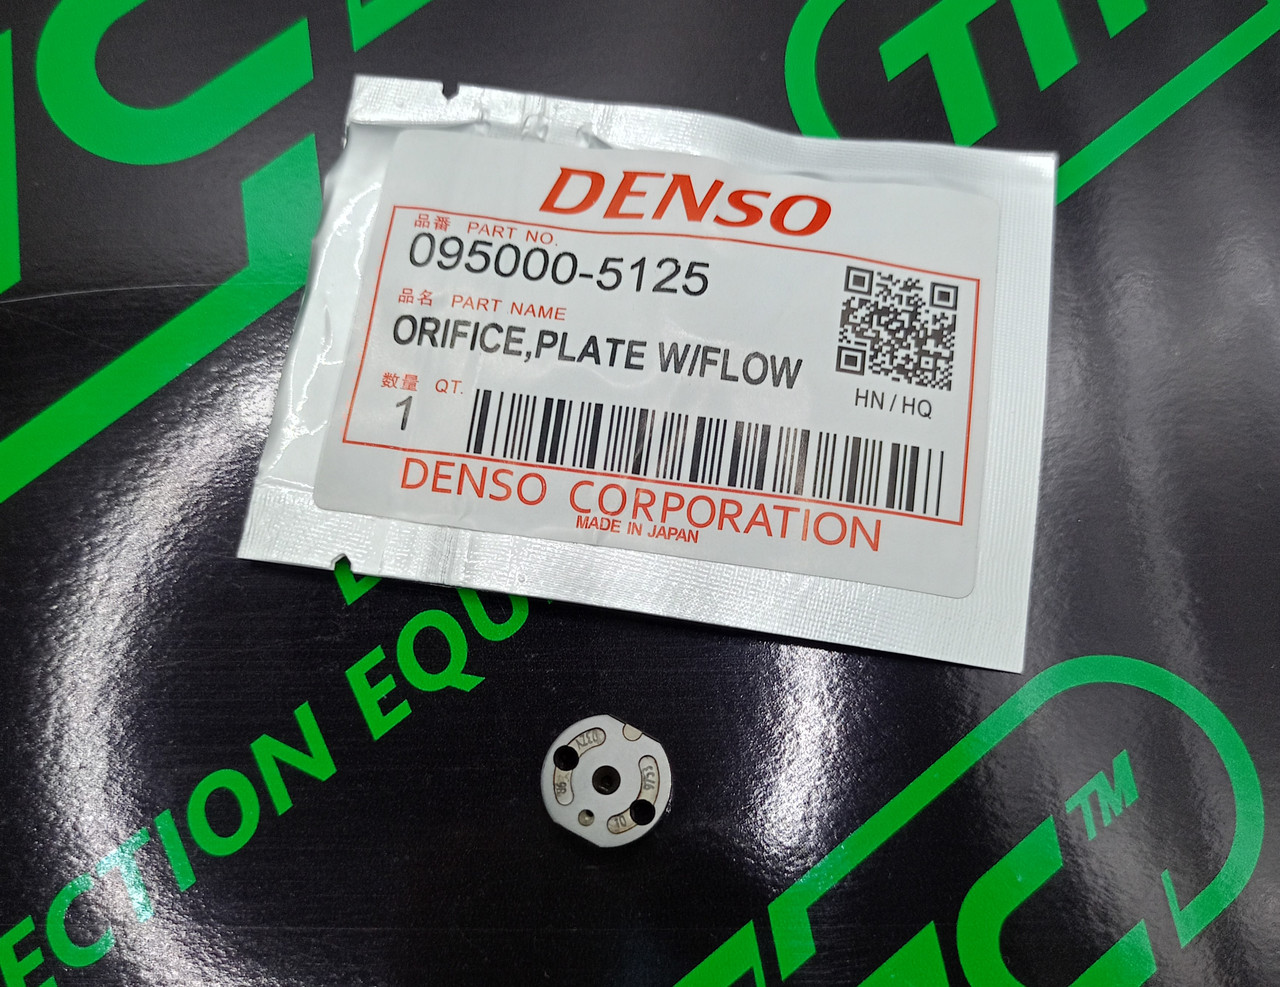 TM
DENSO
品番 PART NO.
095000-5125
品名 PART NAME
ORIFICE,PLATE W/FLOW
数量 QT.
1
HN / HQ
DENSO CORPORATION
MADE IN JAPAN
ECTION EQU
TM